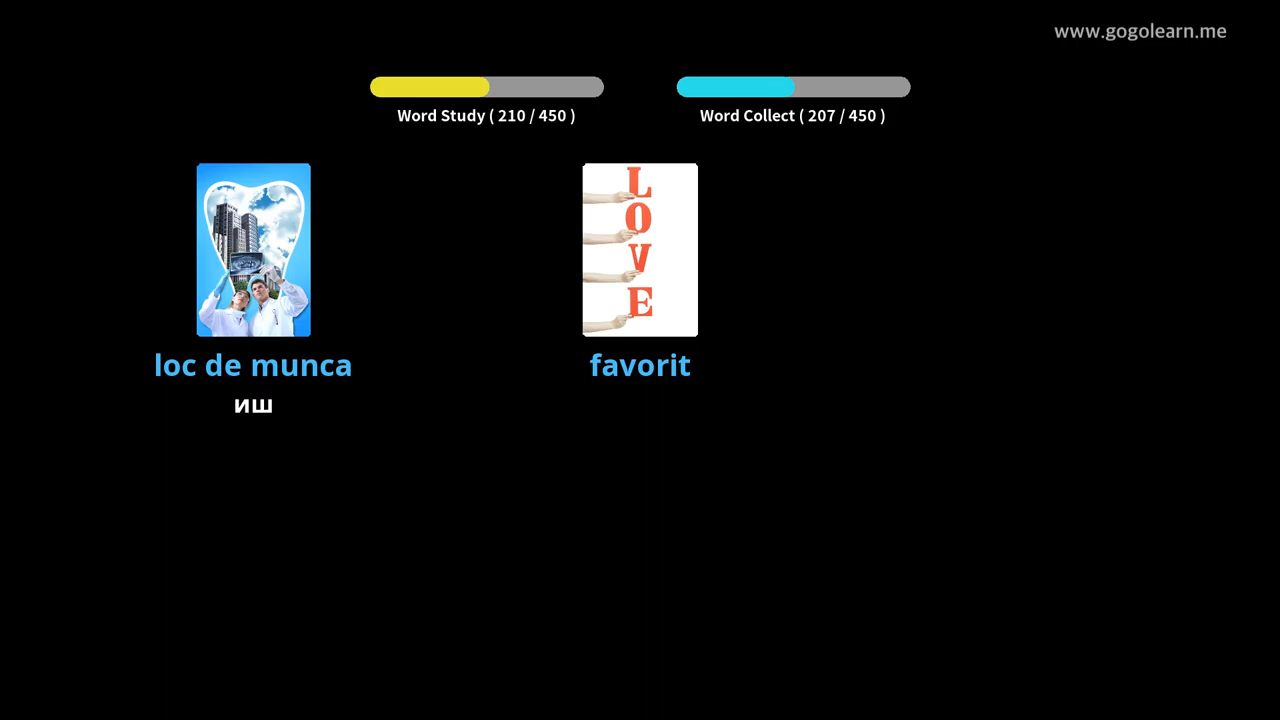 www.gogolearn.me
Word Study ( 210 / 450 )
Word Collect ( 207 / 450 )
L
O
V
E
loc de munca
favorit
иш